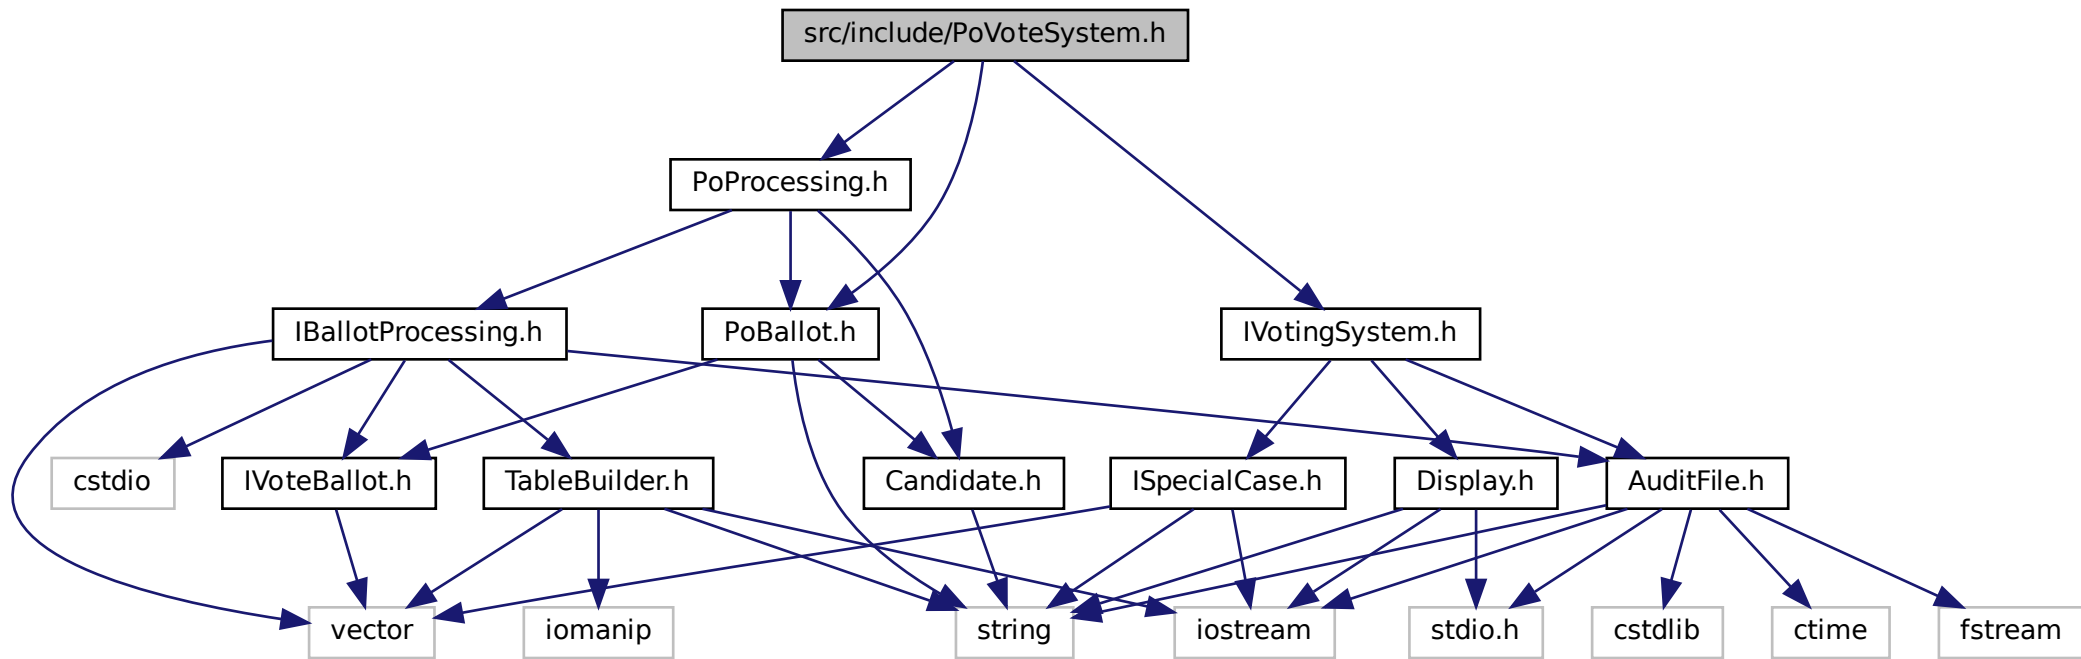 src/include/PoVoteSystem.h
PoProcessing.h
IBallotProcessing.h
PoBallot.h
IVotingSystem.h
cstdio
IVoteBallot.h
TableBuilder.h
Candidate.h
ISpecialCase.h
Display.h
AuditFile.h
vector
iomanip
string
iostream
stdio.h
cstdlib
ctime
fstream